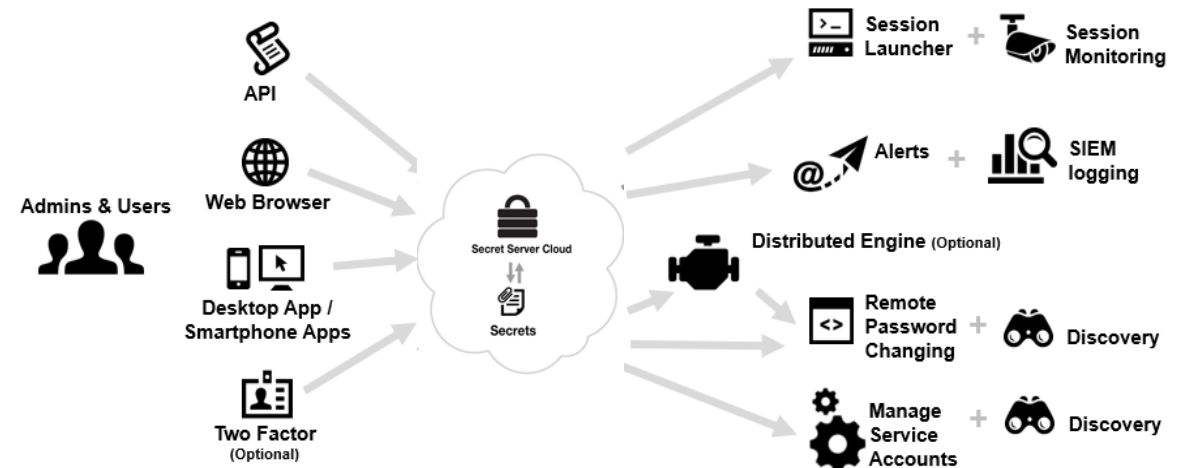 API
Web Browser
Admins & Users
Desktop App /
Smartphone Apps
Two Factor
(Optional)
Secret Server Cloud
Secrets
>_
Session
Launcher
+
Session
Monitoring
@
Alerts
+
SIEM
logging
Distributed Engine (Optional)
<>
Remote
Password
Changing
+
Discovery
Manage
Service
Accounts
+
Discovery